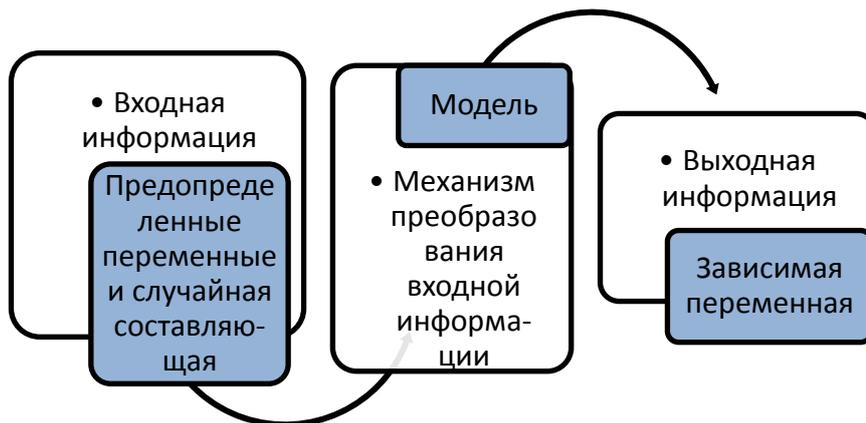 • Входная
информация
Предопреде
ленные
переменные
и случайная
составляю-
щая
Модель
• Механизм
преобразо
вания
входной
информа-
ции
• Выходная
информация
Зависимая
переменная